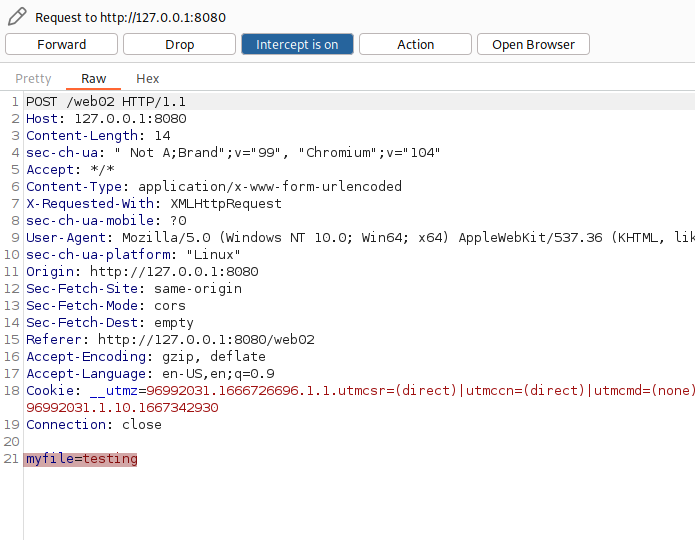 Request to http://127.0.0.1:8080
Forward Drop Intercept is on Action Open Browser
Pretty Raw Hex
1 POST /web02 HTTP/1.1
2 Host: 127.0.0.1:8080
3 Content-Length: 14
4 sec-ch-ua: " Not A;Brand";v="99", "Chromium";v="104"
5 Accept: */*
6 Content-Type: application/x-www-form-urlencoded
7 X-Requested-With: XMLHttpRequest
8 sec-ch-ua-mobile: ?0
9 User-Agent: Mozilla/5.0 (Windows NT 10.0; Win64; x64) AppleWebKit/537.36 (KHTML, lik
10 sec-ch-ua-platform: "Linux"
11 Origin: http://127.0.0.1:8080
12 Sec-Fetch-Site: same-origin
13 Sec-Fetch-Mode: cors
14 Sec-Fetch-Dest: empty
15 Referer: http://127.0.0.1:8080/web02
16 Accept-Encoding: gzip, deflate
17 Accept-Language: en-US,en;q=0.9
18 Cookie: __utmz=96992031.1666726696.1.1.utmcsr=(direct)|utmccn=(direct)|utmcmd=(none)
96992031.1.10.1667342930
19 Connection: close
20
21 myfile=testing